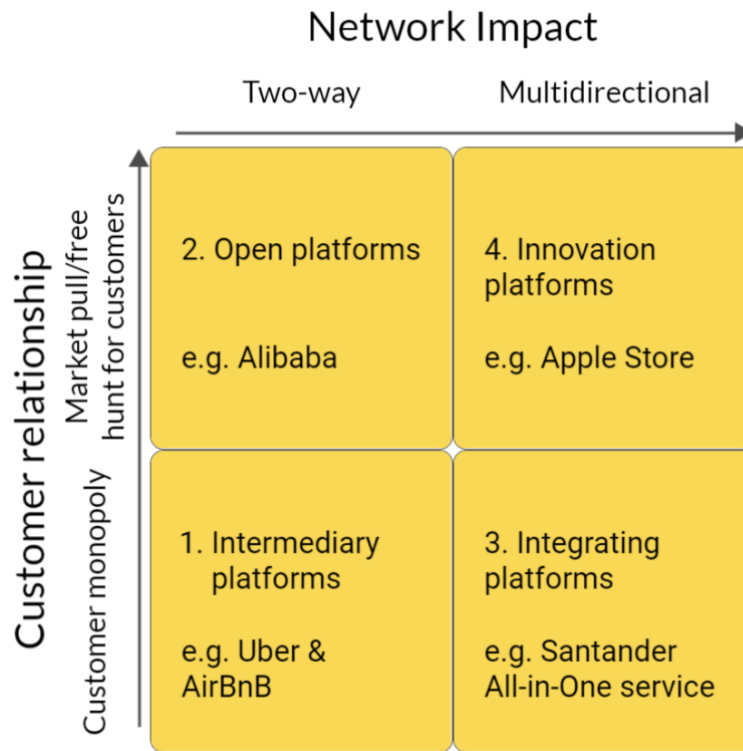 Network Impact
Two-way
Multidirectional
Customer relationship
Market pull/free
hunt for customers
Customer monopoly
2. Open platforms
e.g. Alibaba
4. Innovation
platforms
e.g. Apple Store
1. Intermediary
platforms
e.g. Uber &
AirBnB
3. Integrating
platforms
e.g. Santander
All-in-One service